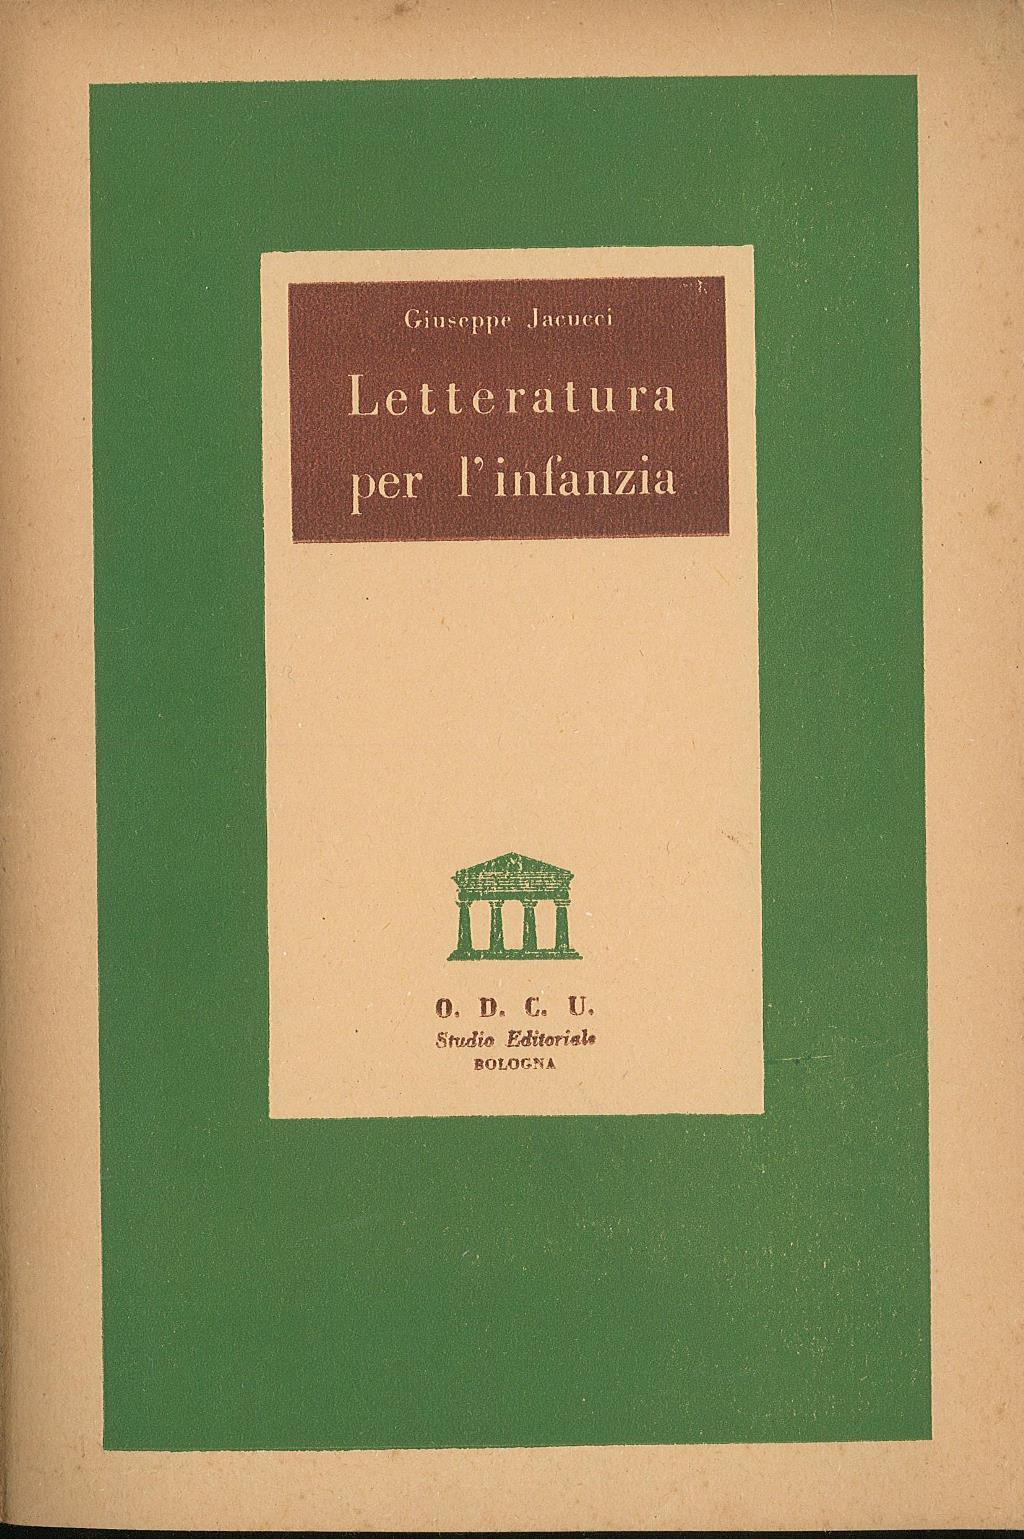 Giuseppe Jacucci
Letteratura
per l'infanzia
O. D. C. U.
Studio Editoriale
BOLOGNA